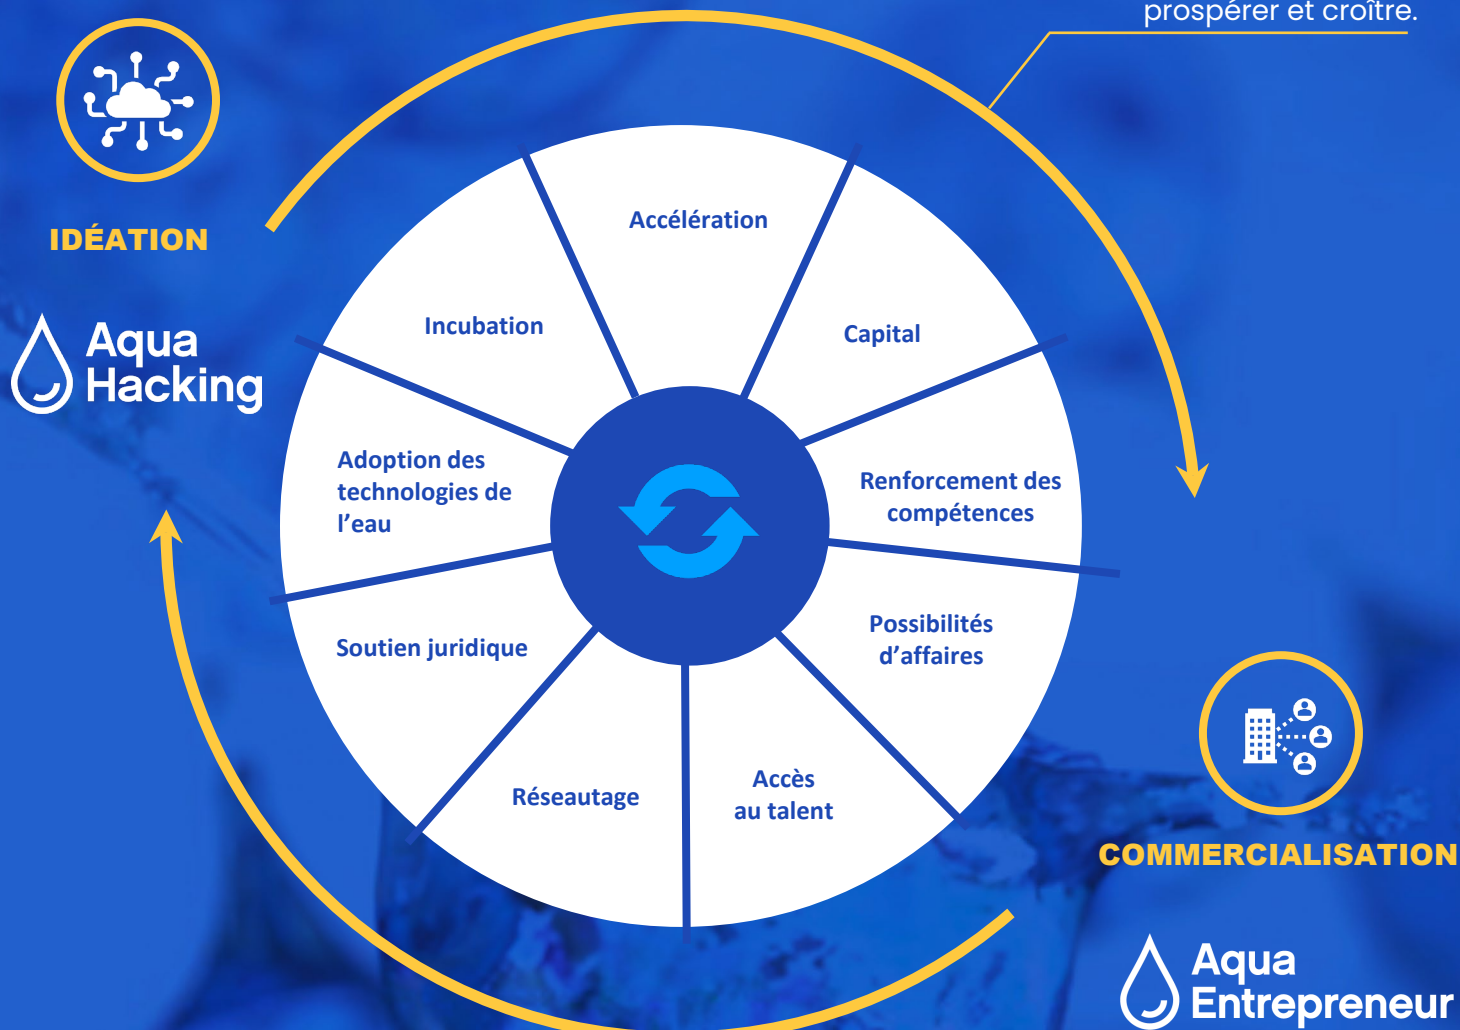 prospérer et croître.
IDÉATION
Aqua
Hacking
Accélération
Incubation
Capital
Adoption des
technologies de
l’eau
Renforcement des
compétences
Soutien juridique
Possibilités
d’affaires
Réseautage
Accès
au talent
COMMERCIALISATION
Aqua
Entrepreneur